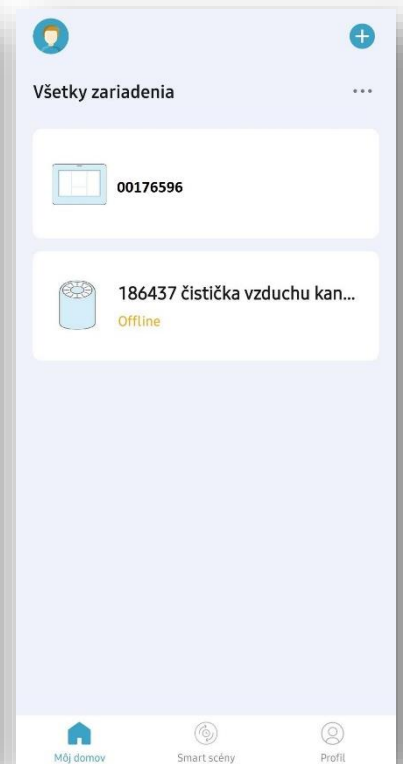 Všetky zariadenia
00176596
186437 čistička vzduchu kan...
Offline
Môj domov
Smart scény
Profil